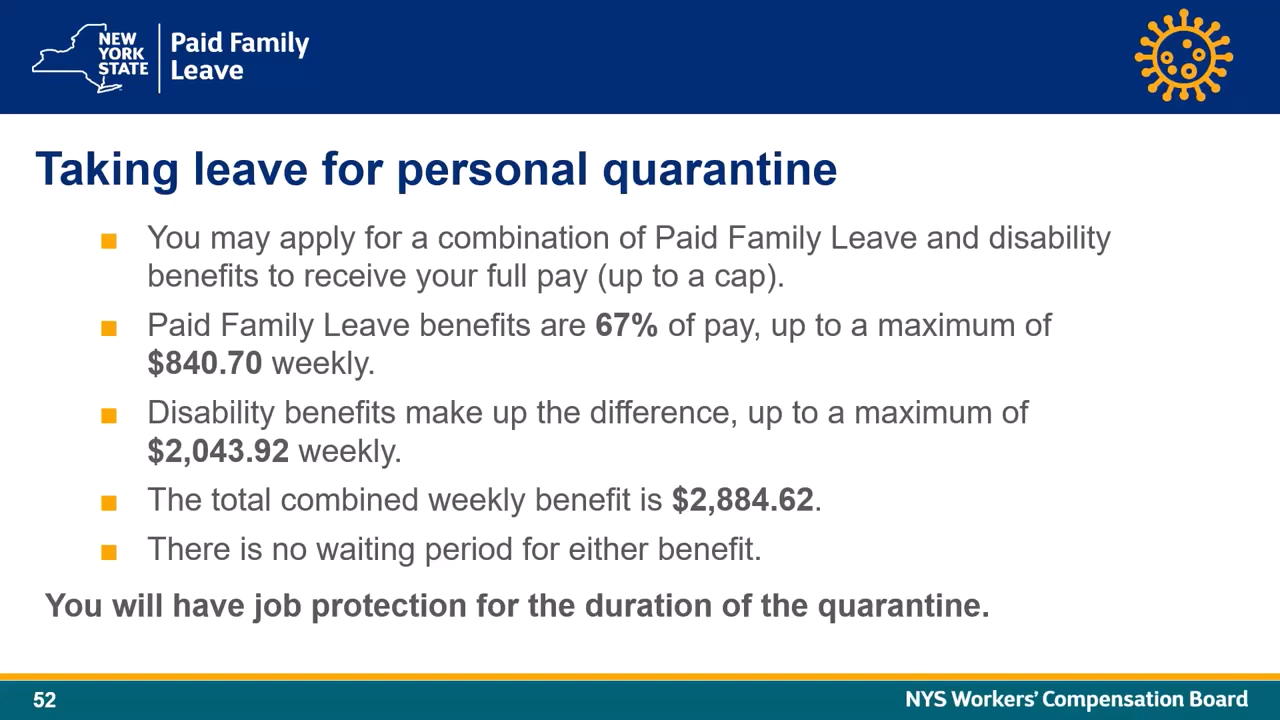 NEW
YORK
STATE
Paid Family
Leave
Taking leave for personal quarantine
■ You may apply for a combination of Paid Family Leave and disability
benefits to receive your full pay (up to a cap).
■ Paid Family Leave benefits are 67% of pay, up to a maximum of
$840.70 weekly.
■ Disability benefits make up the difference, up to a maximum of
$2,043.92 weekly.
■ The total combined weekly benefit is $2,884.62.
■ There is no waiting period for either benefit.
You will have job protection for the duration of the quarantine.
52
NYS Workers' Compensation Board